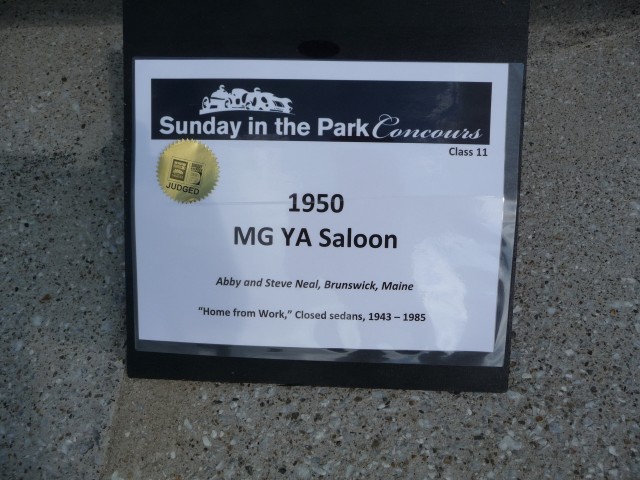 Sunday in the Park Concours
Class 11
JUDGED
1950
MG YA Saloon
Abby and Steve Neal, Brunswick, Maine
“Home from Work,” Closed sedans, 1943 – 1985